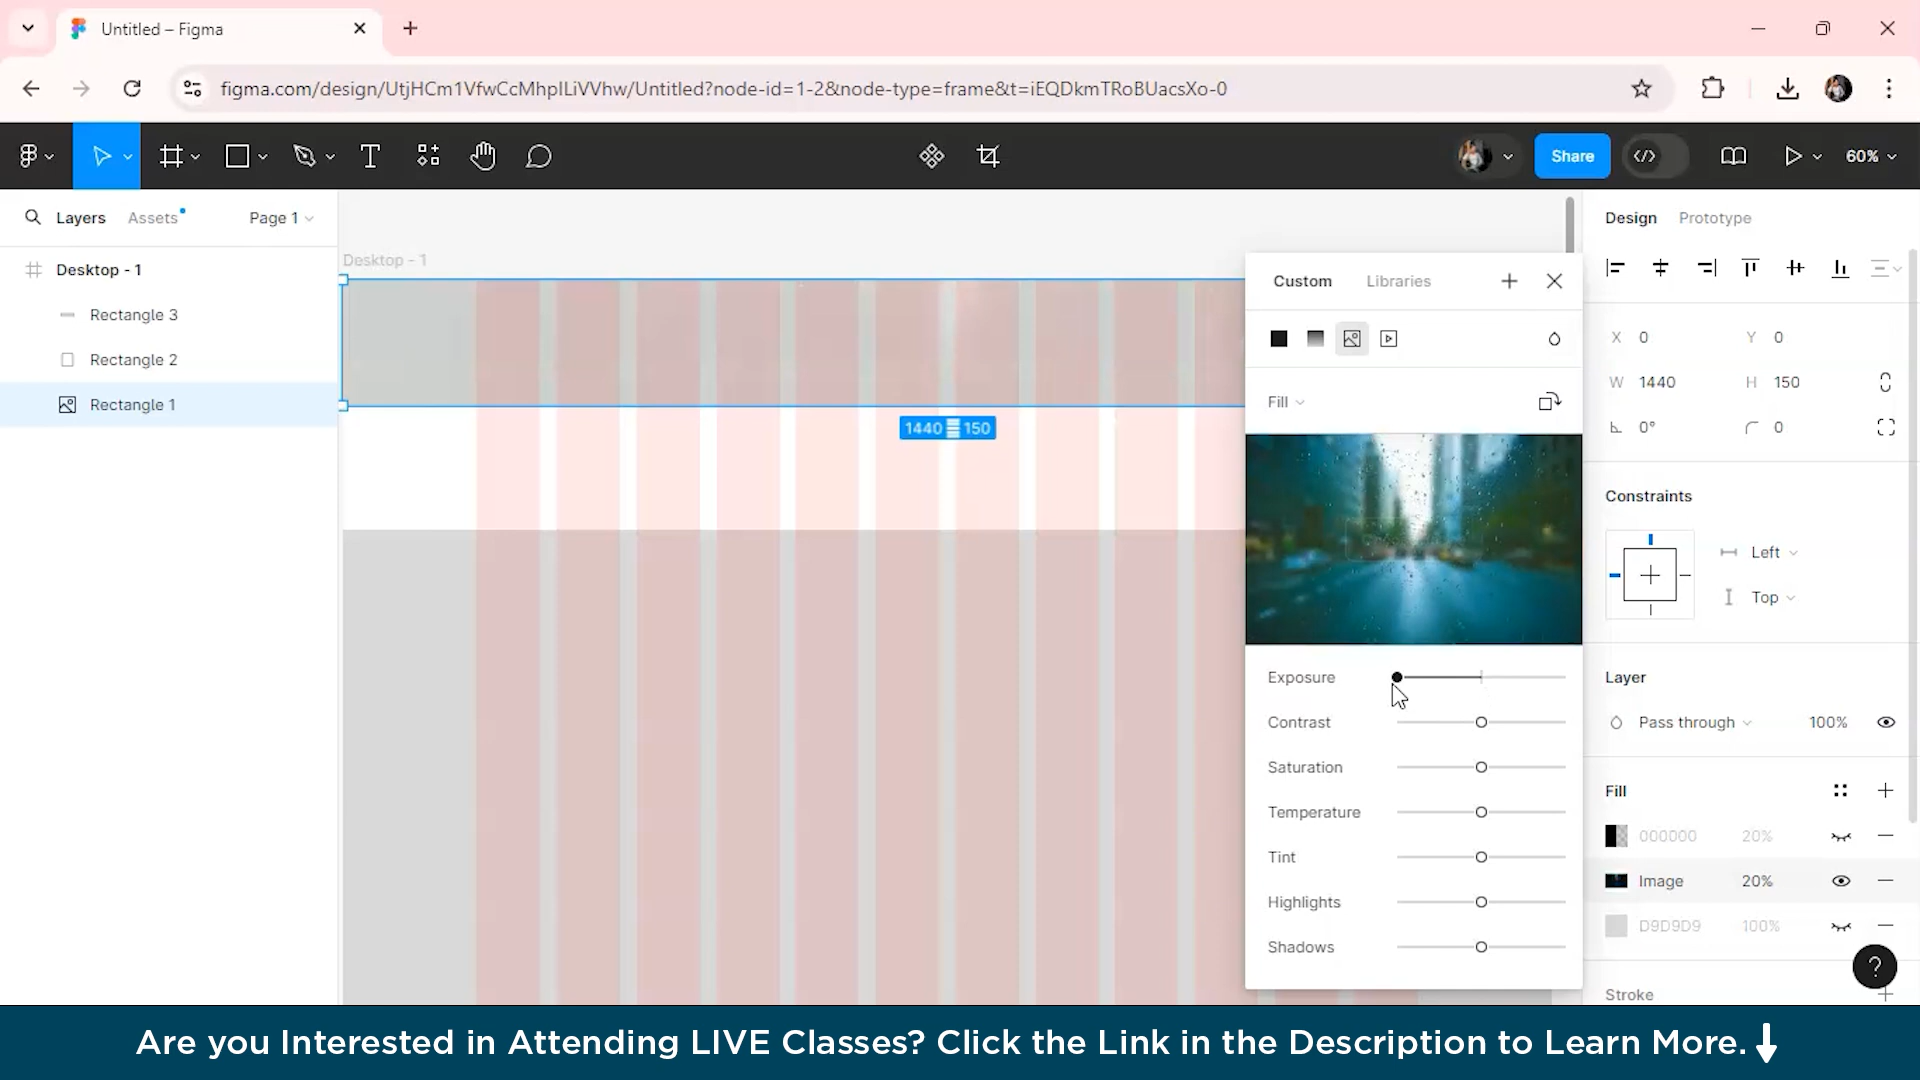 Untitled – Figma
figma.com/design/UtjHCm1VfwCcMhpILiVVhw/Untitled?node-id=1-2&node-type=frame&t=iEQDkmTRoBUacsXo-0
Share
60%
Layers
Assets
Page 1
Desktop - 1
Rectangle 3
Rectangle 2
Rectangle 1
Desktop - 1
1440 150
Custom
Libraries
Fill
Exposure
Contrast
Saturation
Temperature
Tint
Highlights
Shadows
Design
Prototype
X 0
Y 0
W 1440
H 150
0°
0
Constraints
Left
Top
Layer
Pass through
100%
Fill
000000 20%
Image 20%
D9D9D9 100%
?
Stroke
Are you Interested in Attending LIVE Classes? Click the Link in the Description to Learn More.